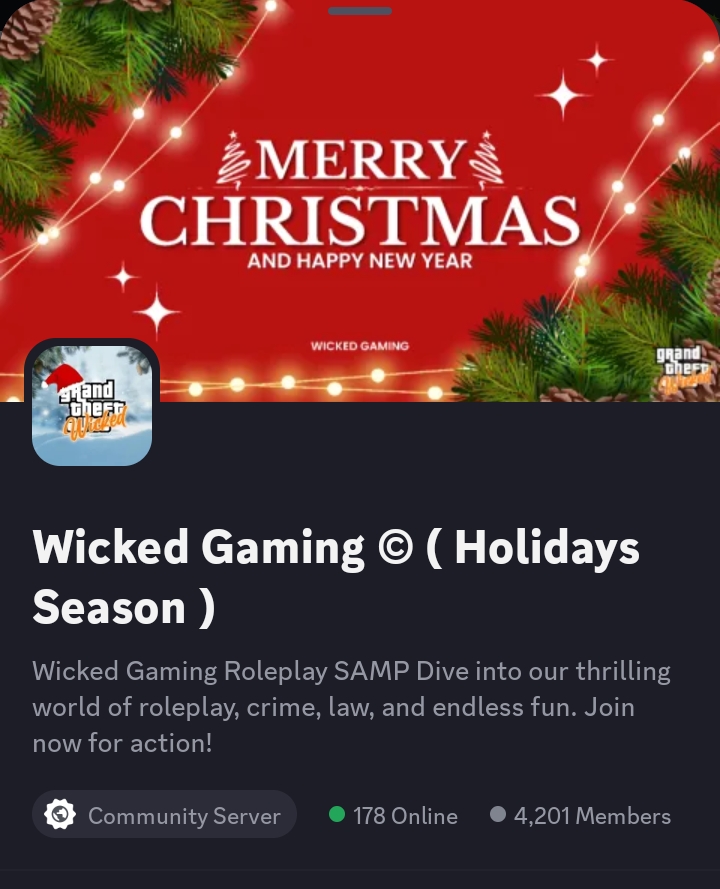 MERRY
CHRISTMAS
AND HAPPY NEW YEAR
WICKED GAMING
grand
theft
Wicked
grand
theft
Wicked
Wicked Gaming © ( Holidays
Season )
Wicked Gaming Roleplay SAMP Dive into our thrilling
world of roleplay, crime, law, and endless fun. Join
now for action!
Community Server
178 Online
4,201 Members